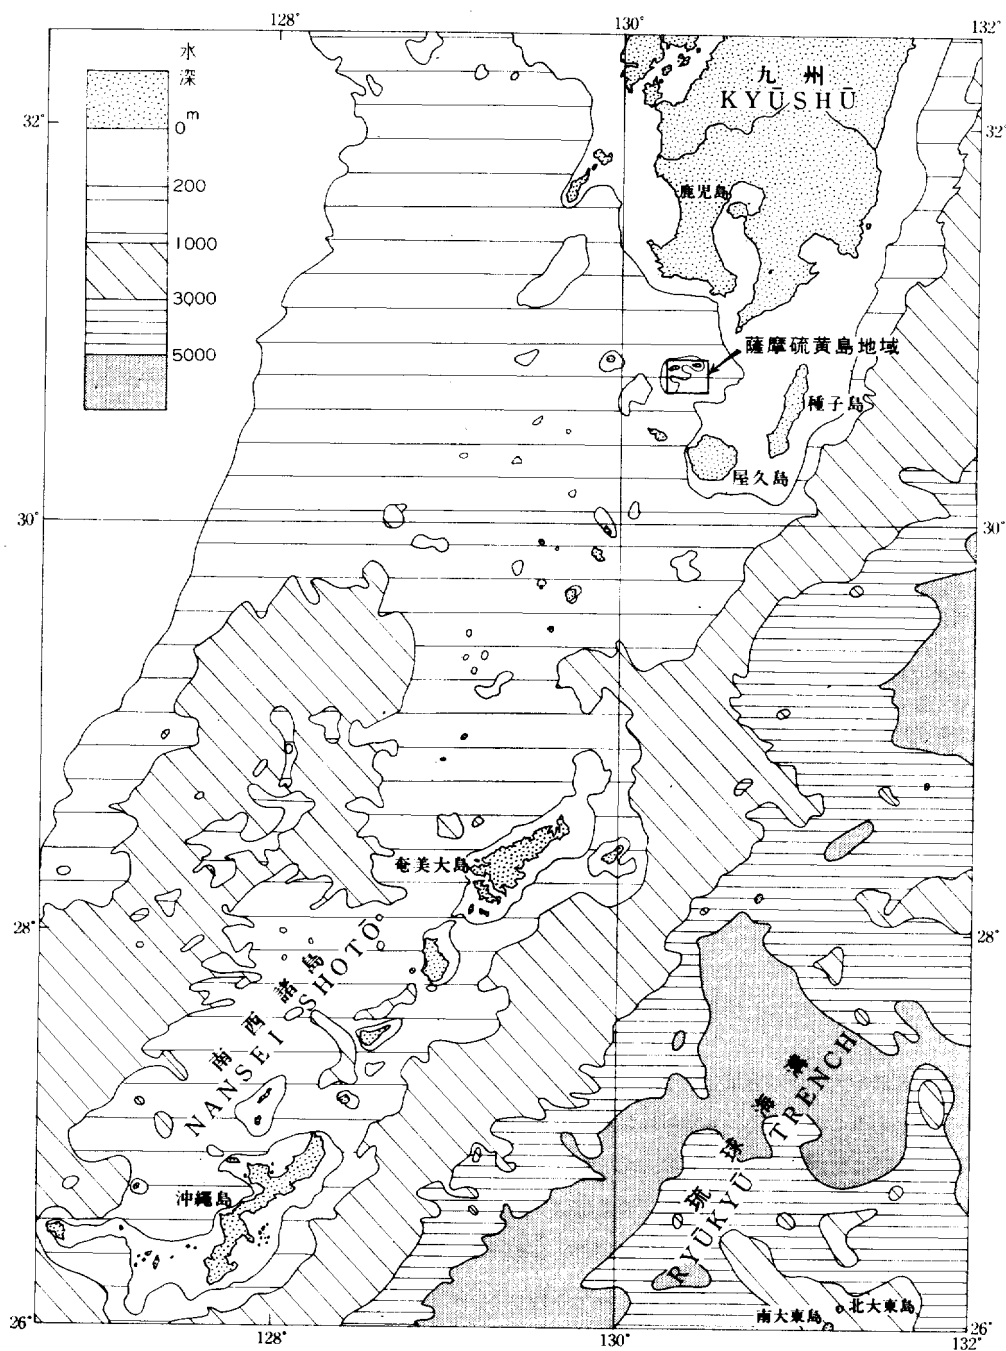 128°
130°
132°
水
深
0 m
200
1000
3000
5000
九州
KYŪSHŪ
32°
32°
鹿児島
薩摩硫黄島地域
種子島
屋久島
30°
30°
奄美大島
28°
28°
南西諸島
NANSEI SHOTŌ
琉球海溝
RYŪKYŪ TRENCH
沖縄島
北大東島
南大東島
26°
26°
128°
130°
132°